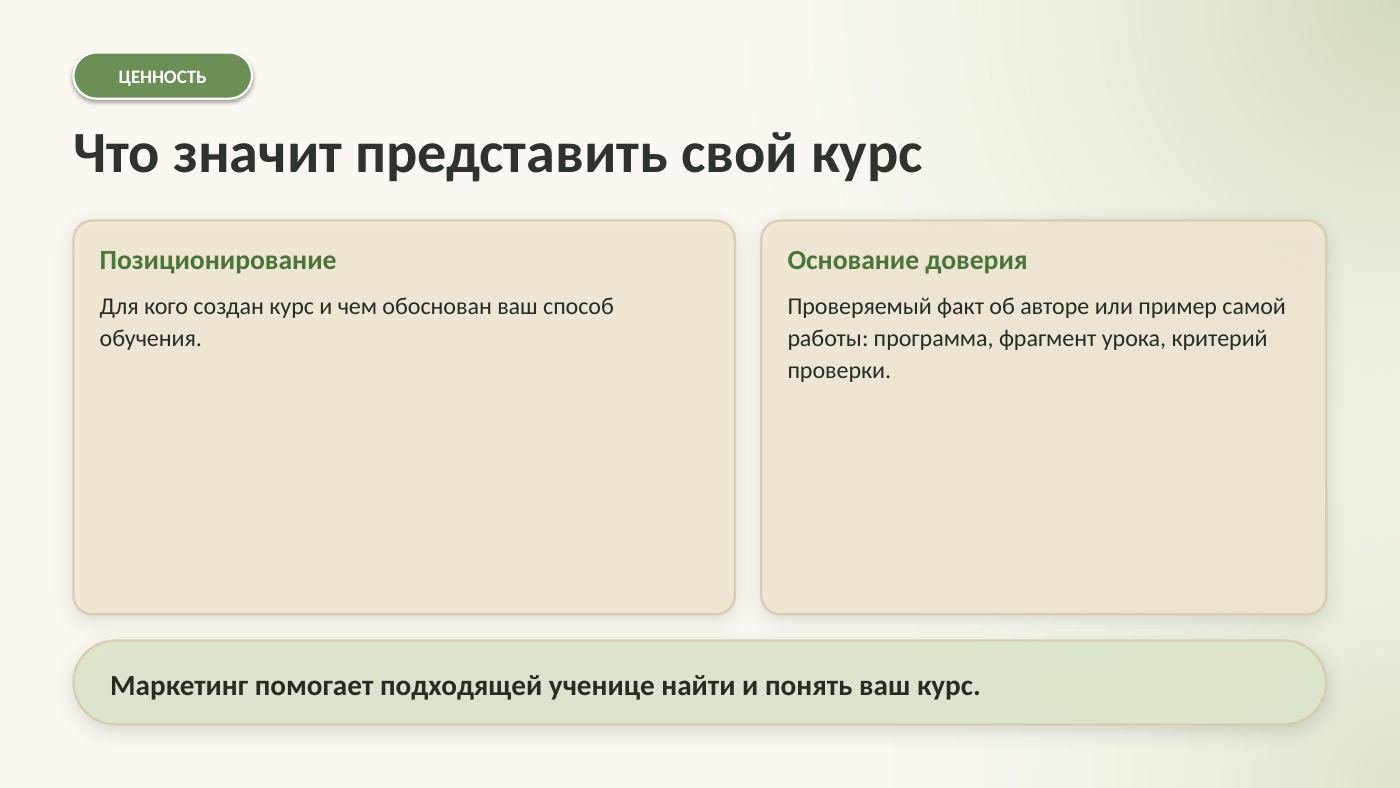 ЦЕННОСТЬ
Что значит представить свой курс
Позиционирование
Для кого создан курс и чем обоснован ваш способ
обучения.
Основание доверия
Проверяемый факт об авторе или пример самой
работы: программа, фрагмент урока, критерий
проверки.
Маркетинг помогает подходящей ученице найти и понять ваш курс.